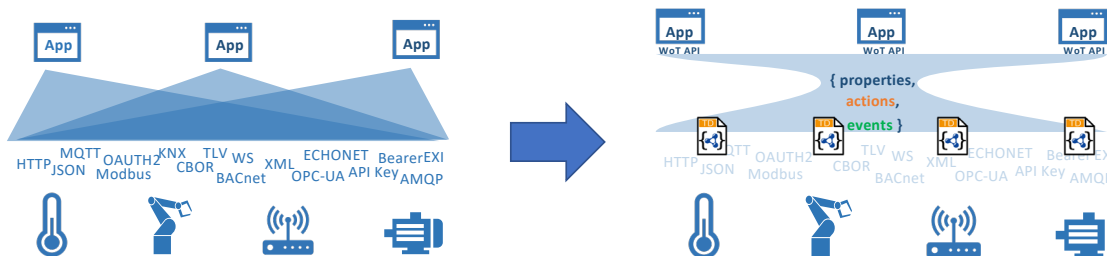 App
App
App
MQTT OAUTH2 KNX TLV WS ECHONET BearerEXI
HTTP JSON Modbus CBOR BACnet XML OPC-UA API Key AMQP
App
WoT API
App
WoT API
App
WoT API
{ properties,
actions,
events }
TD
TD
TD
TD
OAUTH2 TLV WS ECHONET
HTTP JSON Modbus CBOR BACnet XML OPC-UA API Key AMQP